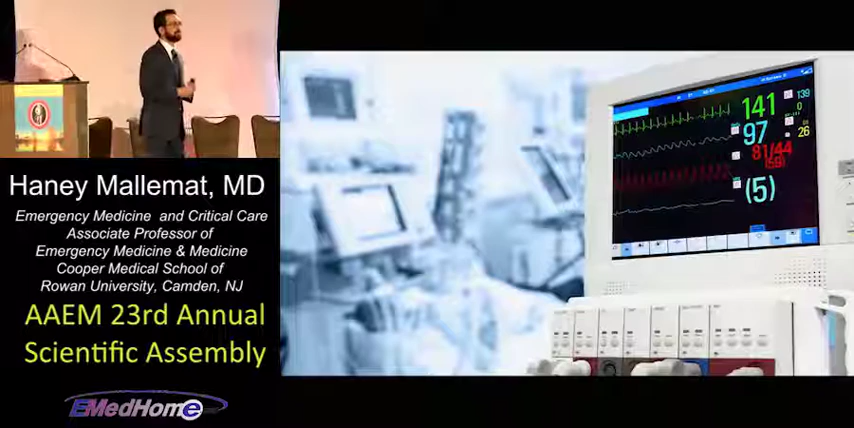 Haney Mallemat, MD
Emergency Medicine and Critical Care
Associate Professor of
Emergency Medicine & Medicine
Cooper Medical School of
Rowan University, Camden, NJ
AAEM 23rd Annual
Scientific Assembly
EMedHome
141
139
0
97
26
81/44
(59)
(5)